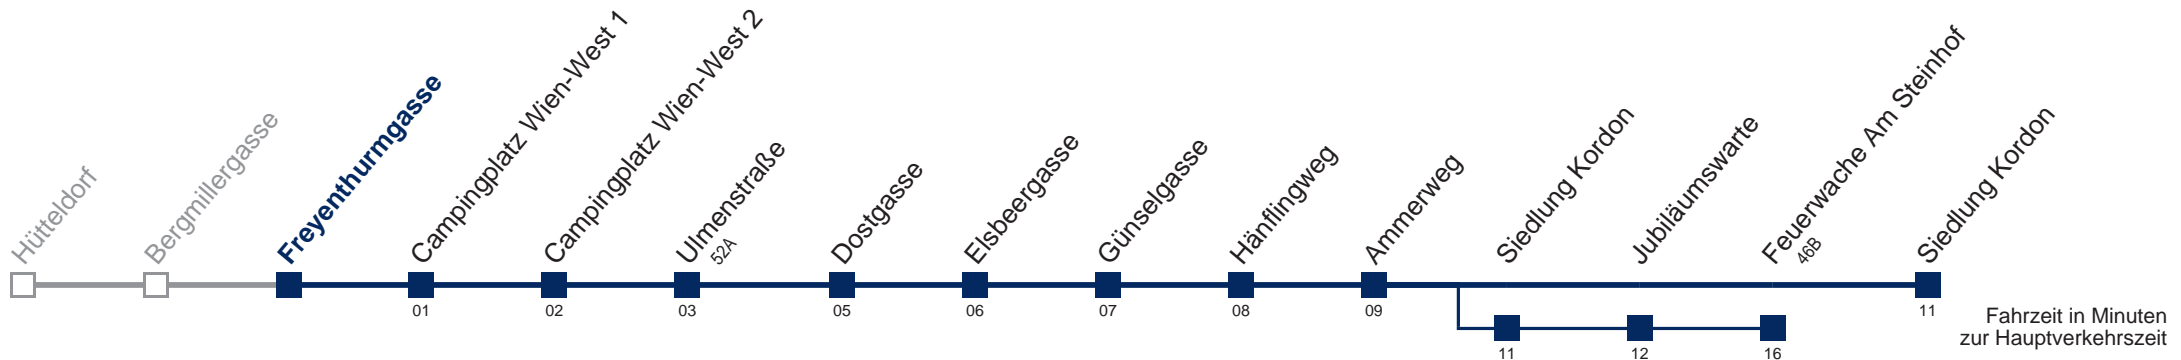 Hütteldorf
Bergmillergasse
Freyenthurmgasse
Campingplatz Wien-West 1
Campingplatz Wien-West 2
Ulmenstraße
52A
Dostgasse
Elsbeergasse
Günselgasse
Hänflingweg
Ammerweg
Siedlung Kordon
Jubiläumswarte
Feuerwache Am Steinhof
46B
Siedlung Kordon
01
02
03
05
06
07
08
09
11
11
12
16
Fahrzeit in Minuten
zur Hauptverkehrszeit